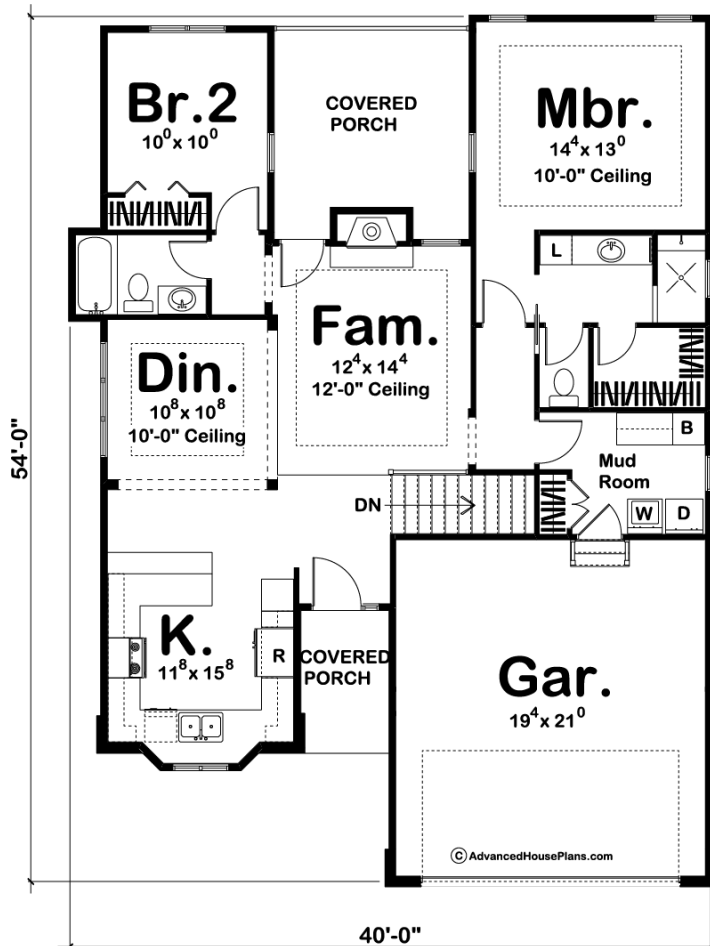 Br.2
10⁰ x 10⁰
COVERED
PORCH
Mbr.
14⁴ x 13⁰
10'-0" Ceiling
L
Fam.
12⁴ x 14⁴
12'-0" Ceiling
Din.
10⁸ x 10⁸
10'-0" Ceiling
54'-0"
B
Mud
Room
W
D
DN
K.
11⁸ x 15⁸
R
COVERED
PORCH
Gar.
19⁴ x 21⁰
© AdvancedHousePlans.com
40'-0"